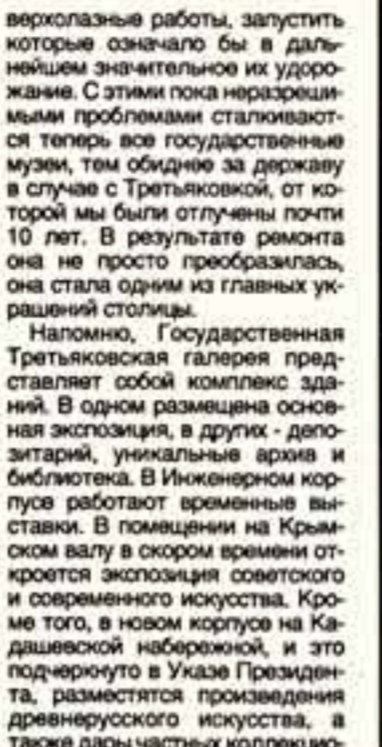 верхолазные работы, запустить
которые означало бы в даль-
нейшем значительное их удоро-
жание. С этими пока неразреши-
мыми проблемами сталкивают-
ся теперь все государственные
музеи, тем обиднее за державу
в случае с Третьяковкой, от ко-
торой мы были отлучены почти
10 лет. В результате ремонта
она не просто преобразилась,
она стала одним из главных ук-
рашений столицы.
Напомню, Государственная
Третьяковская галерея пред-
ставляет собой комплекс зда-
ний. В одном размещена основ-
ная экспозиция, в других - депо-
зитарий, уникальные архив и
библиотека. В Инженерном кор-
пусе работают временные вы-
ставки. В помещении на Крым-
ском валу в скором времени от-
кроется экспозиция советского
и современного искусства. Кро-
ме того, в новом корпусе на Ка-
дашевской набережной, и это
подчеркнуто в Указе Президен-
та, разместятся произведения
древнерусского искусства, а
также дары частных коллекцио-